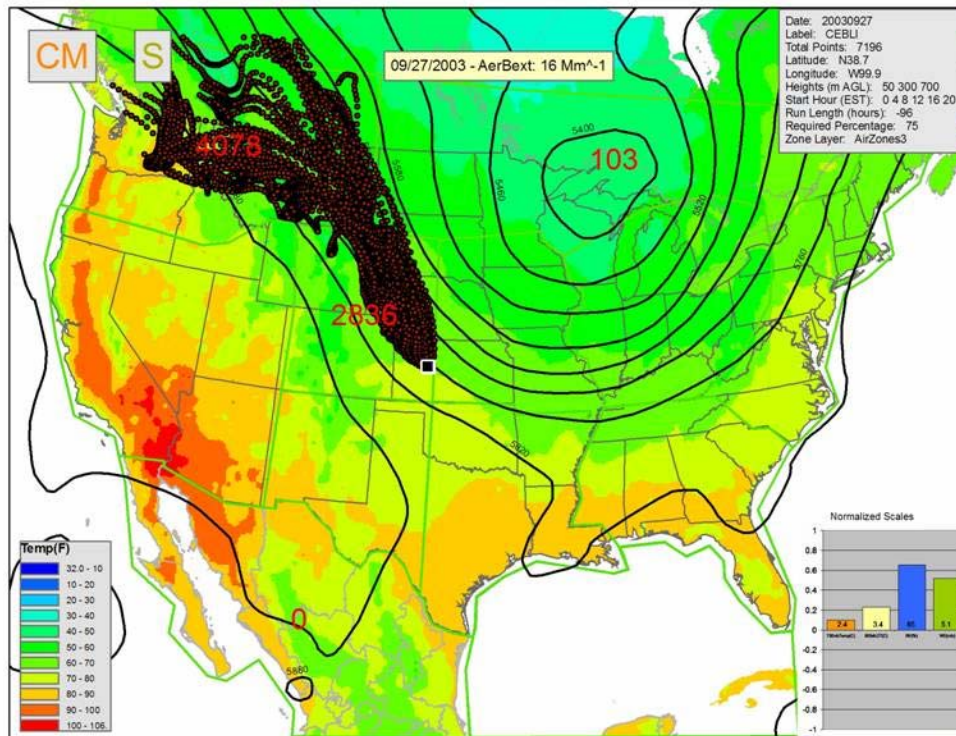 CM S
09/27/2003 - AerBext: 16 Mm^-1
Date: 20030927
Label: CEBLI
Total Points: 7196
Latitude: N38.7
Longitude: W99.9
Heights (m AGL): 50 300 700
Start Hour (EST): 0 4 8 12 16 20
Run Length (hours): -96
Required Percentage: 75
Zone Layer: AirZones3
4078
103
2836
0
5400
5460
5520
5580
5760
5820
5880
Temp(F)
32.0 - 10
10 - 20
20 - 30
30 - 40
40 - 50
50 - 60
60 - 70
70 - 80
80 - 90
90 - 100
100 - 106.
Normalized Scales
1
0.8
0.6
0.4
0.2
0
-0.2
-0.4
-0.6
-0.8
-1
2.4
3.4
65
5.1